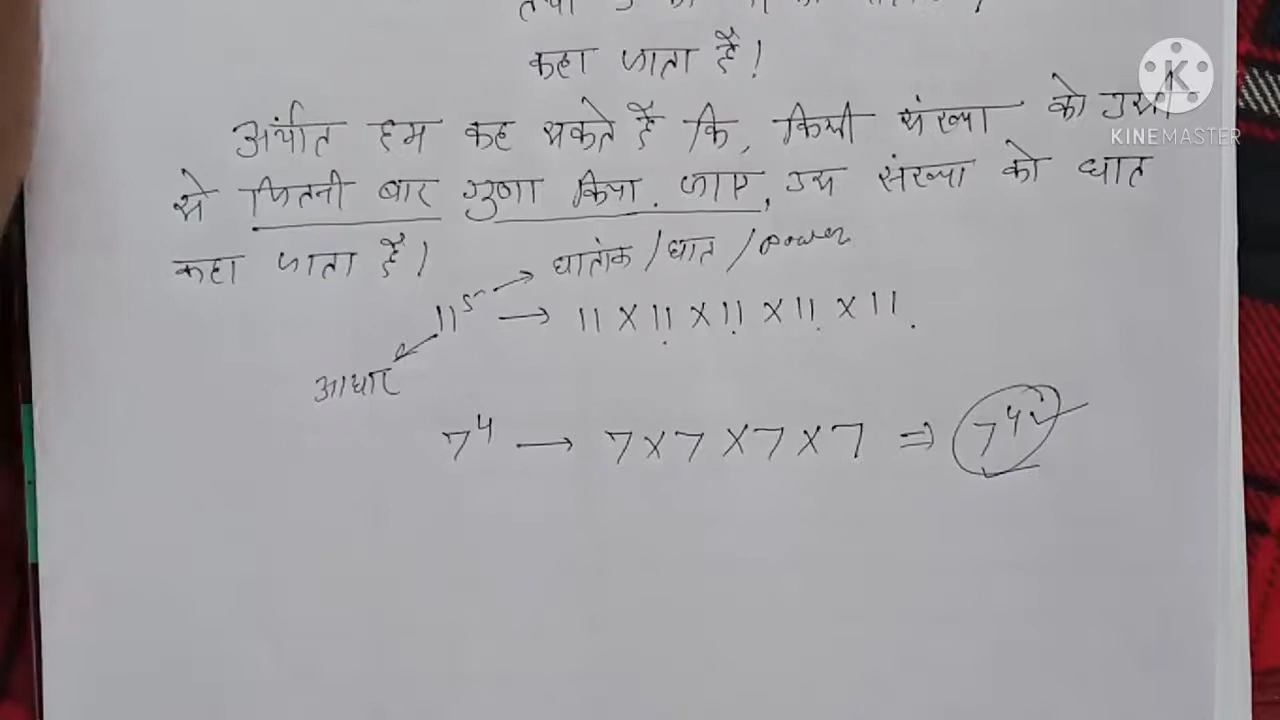 कहा जाता है।
अर्थात हम कह सकते है कि, किसी संख्या को उसी
से जितनी बार गुणा किया. जाए, उस संख्या को घात
कहा जाता है।
घातांक / घात / power
11⁵ → 11 × 11 × 11 × 11 × 11.
आधार
7⁴ → 7 × 7 × 7 × 7 ⇒ 7⁴
KINEMASTER